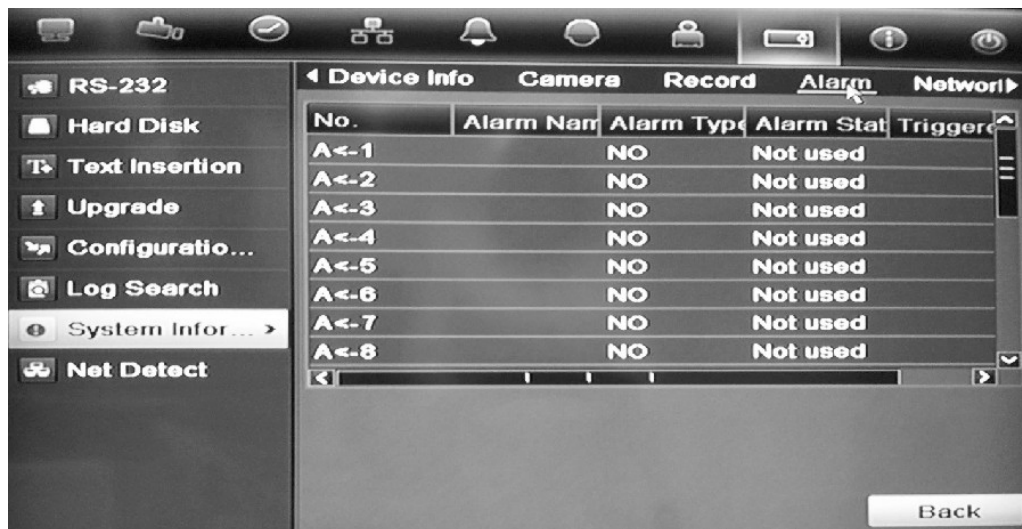 RS-232
Hard Disk
Text Insertion
Upgrade
Configuratio...
Log Search
System Infor...
Net Detect
Device Info Camera Record Alarm Networl
No. Alarm Nam Alarm Type Alarm Stat Triggere
A<-1 NO Not used
A<-2 NO Not used
A<-3 NO Not used
A<-4 NO Not used
A<-5 NO Not used
A<-6 NO Not used
A<-7 NO Not used
A<-8 NO Not used
Back